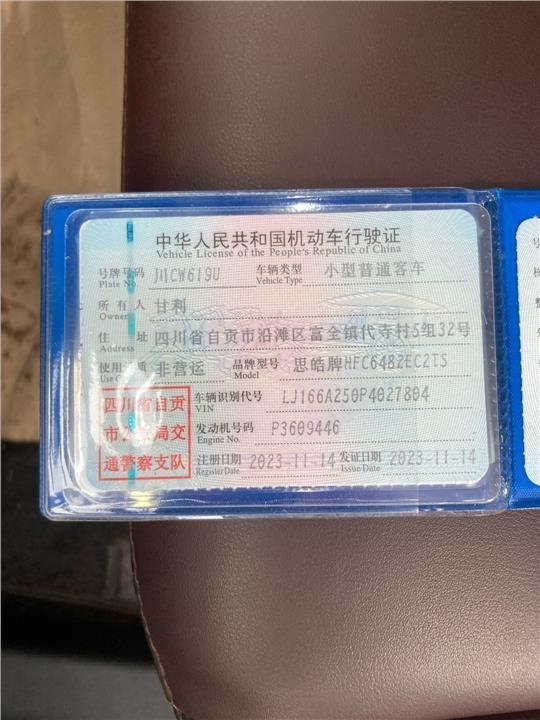 中华人民共和国机动车行驶证
Vehicle License of the People's Republic of China
号牌号码 川CW619U 车辆类型 小型普通客车
Plate No. Vehicle Type
所有人 甘利
Owner
住址 四川省自贡市沿滩区富全镇代寺村5组32号
Address
使用 质 非营运 品牌型号 思皓牌HFC6482EC2TS
Use C Model
四川省自贡 车辆识别代号 LJ166A250P4027804
VIN
市公安局交 发动机号码 P3609446
Engine No.
通警察支队 注册日期 2023-11-14 发证日期 2023-11-14
Register Date Issue Date